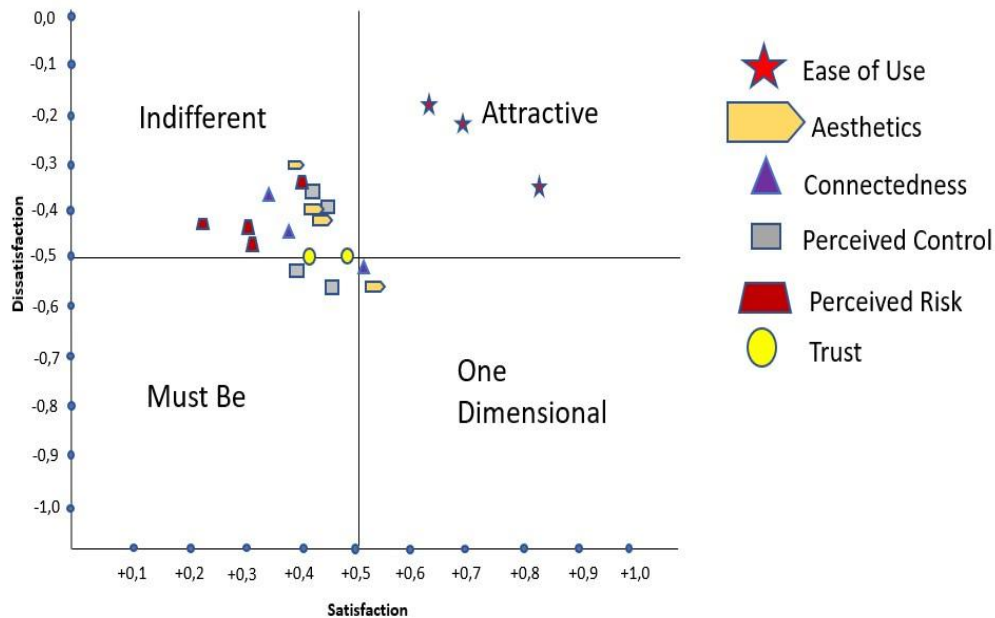 0,0
-0,1
-0,2
-0,3
-0,4
-0,5
-0,6
-0,7
-0,8
-0,9
-1,0
Dissatisfaction
Indifferent
Attractive
Must Be
One
Dimensional
+0,1 +0,2 +0,3 +0,4 +0,5 +0,6 +0,7 +0,8 +0,9 +1,0
Satisfaction
Ease of Use
Aesthetics
Connectedness
Perceived Control
Perceived Risk
Trust